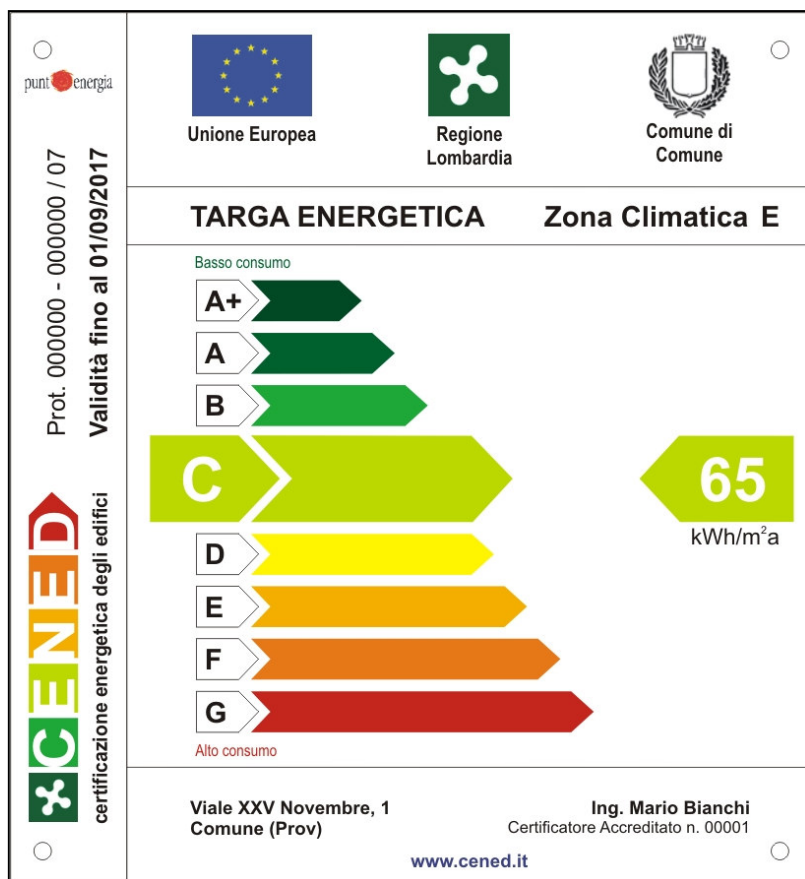 punt energia
Prot. 000000 - 000000 / 07
Validità fino al 01/09/2017
CENED
certificazione energetica degli edifici
Unione Europea
Regione
Lombardia
Comune di
Comune
TARGA ENERGETICA Zona Climatica E
Basso consumo
A+
A
B
C 65
kWh/m²a
D
E
F
G
Alto consumo
Viale XXV Novembre, 1
Comune (Prov)
Ing. Mario Bianchi
Certificatore Accreditato n. 00001
www.cened.it